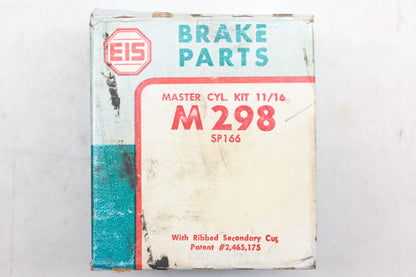 EIS
BRAKE
PARTS
MASTER CYL. KIT 11/16
M 298
SP166
With Ribbed Secondary Cup
Patent #2,465,175